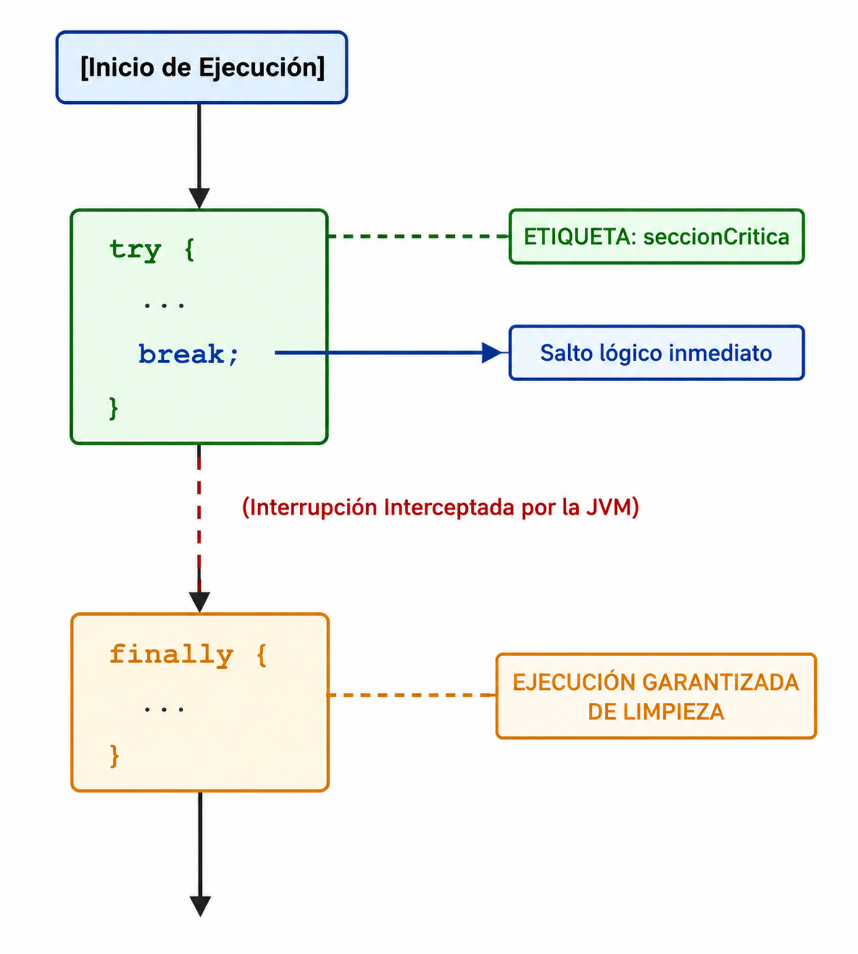 [Inicio de Ejecución]
try {
ETIQUETA: seccionCritica
...
break;
Salto lógico inmediato
}
(Interrupción Interceptada por la JVM)
finally {
...
}
EJECUCIÓN GARANTIZADA
DE LIMPIEZA